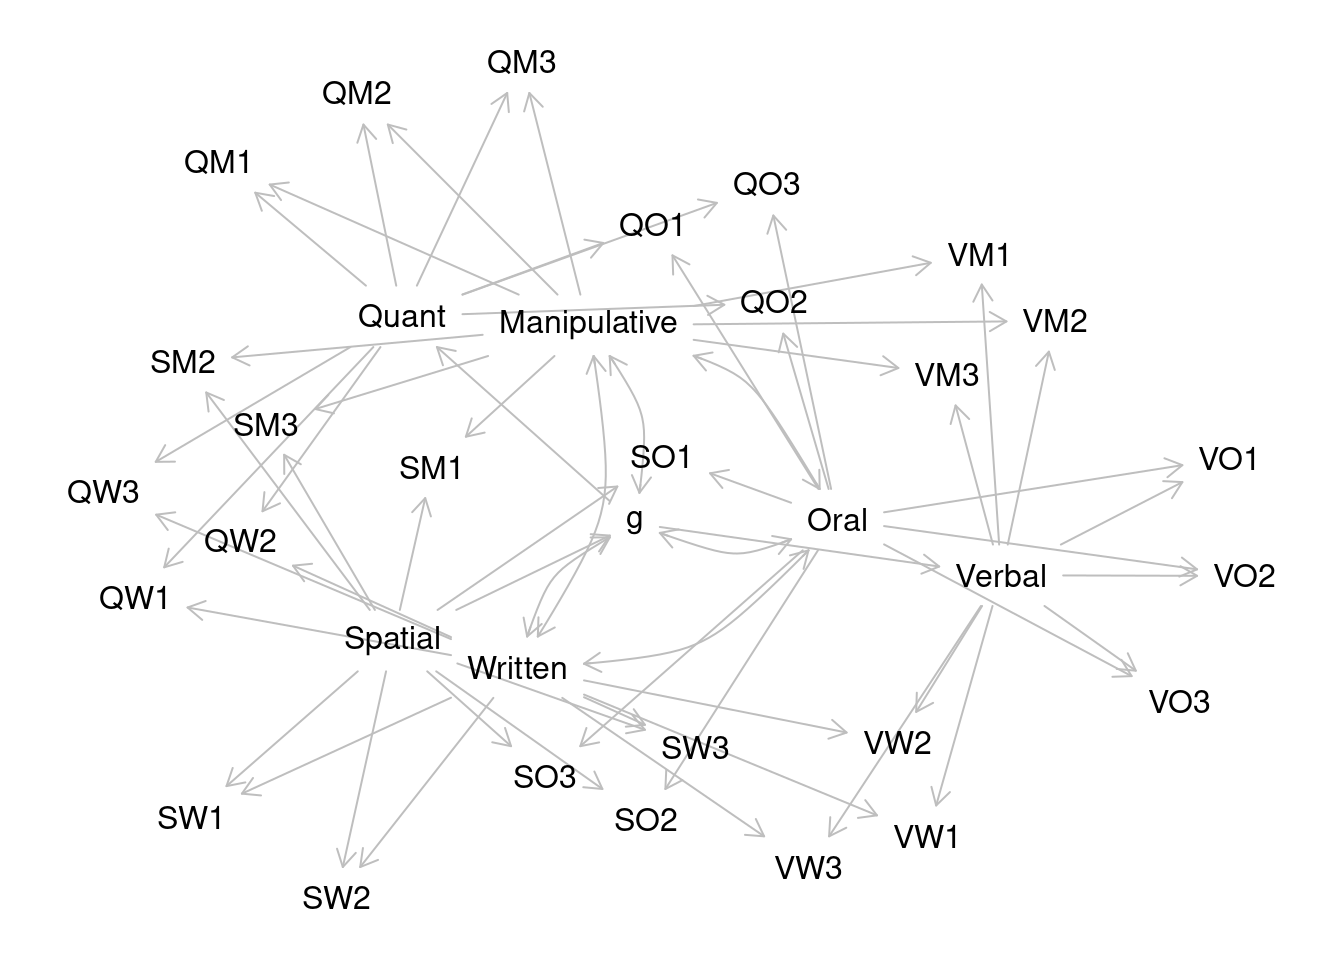 QM3
QM2
QM1
QO3
QO1
VM1
QO2
Quant
Manipulative
VM2
SM2
VM3
SM3
SO1
VO1
SM1
QW3
g
Oral
QW2
Verbal
VO2
QW1
Spatial
Written
VO3
SW3
VW2
SO3
SW1
SO2
VW1
VW3
SW2